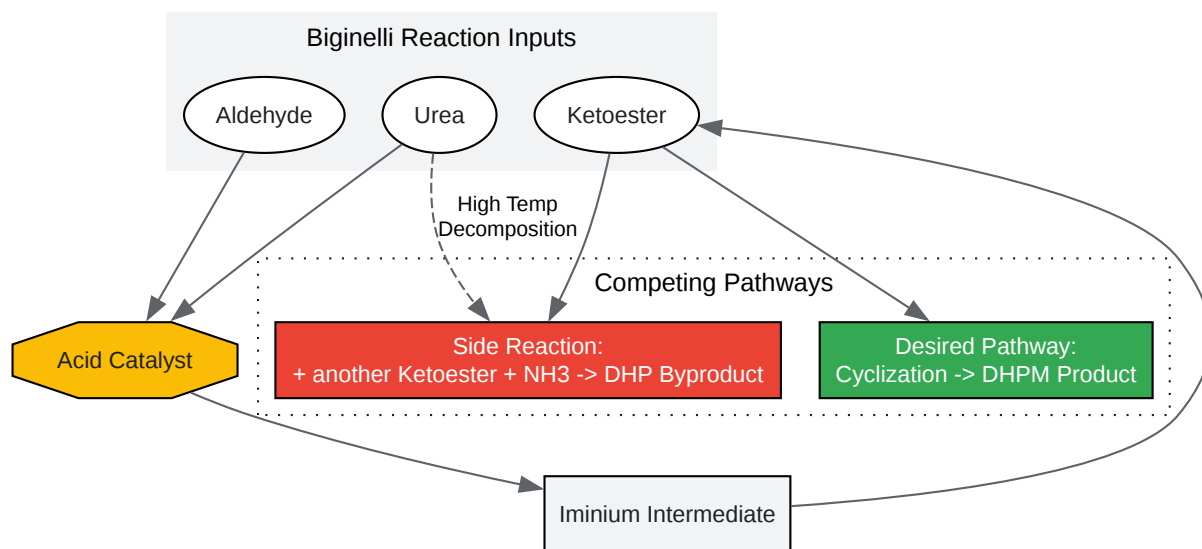 Biginelli Reaction Inputs
Aldehyde
Urea
Ketoester
High Temp
Decomposition
Competing Pathways
Acid Catalyst
Side Reaction:
+ another Ketoester + NH3 -> DHP Byproduct
Desired Pathway:
Cyclization -> DHPM Product
Iminium Intermediate